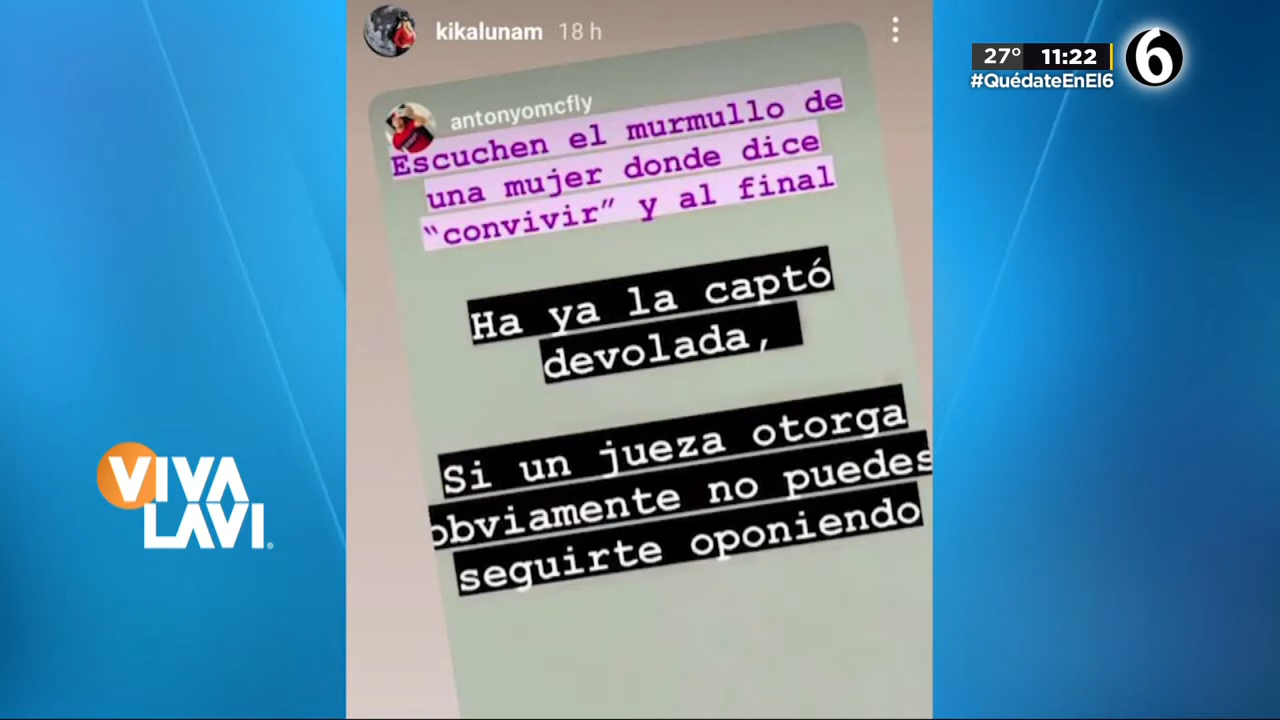 kikalunam 18 h
27° 11:22 6
#QuédateEnEl6
antonyomcfly
Escuchen el murmullo de
una mujer donde dice
“convivir” y al final
Ha ya la captó
devolada,
Si un jueza otorga
obviamente no puedes
seguirte oponiendo
VIVA
LAVI®